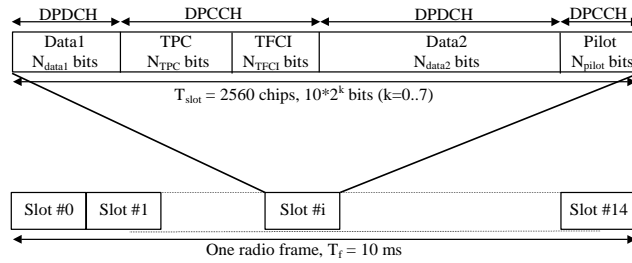 DPDCH DPCCH DPDCH DPCCH
Data1 TPC TFCI Data2 Pilot
N_data1 bits N_TPC bits N_TFCI bits N_data2 bits N_pilot bits
T_slot = 2560 chips, 10*2^k bits (k=0..7)
Slot #0 Slot #1 Slot #i Slot #14
One radio frame, T_f = 10 ms